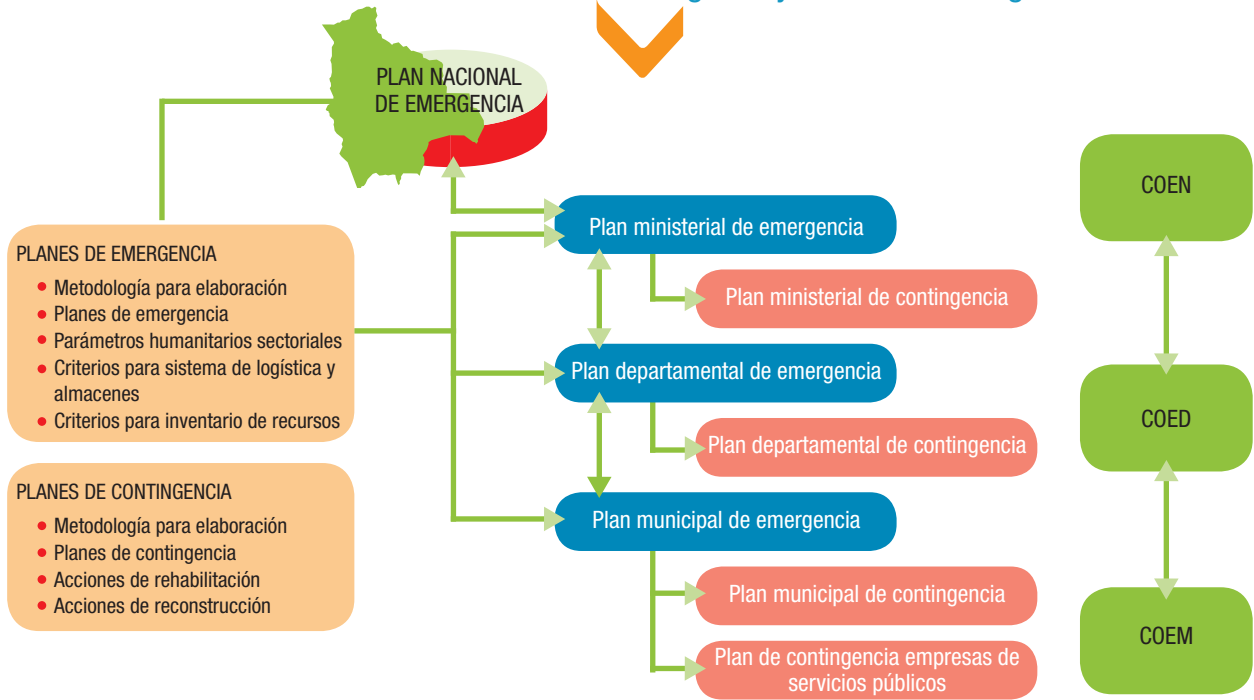 PLAN NACIONAL
DE EMERGENCIA
PLANES DE EMERGENCIA
• Metodología para elaboración
• Planes de emergencia
• Parámetros humanitarios sectoriales
• Criterios para sistema de logística y
almacenes
• Criterios para inventario de recursos
PLANES DE CONTINGENCIA
• Metodología para elaboración
• Planes de contingencia
• Acciones de rehabilitación
• Acciones de reconstrucción
Plan ministerial de emergencia
Plan ministerial de contingencia
Plan departamental de emergencia
Plan departamental de contingencia
Plan municipal de emergencia
Plan municipal de contingencia
Plan de contingencia empresas de
servicios públicos
COEN
COED
COEM